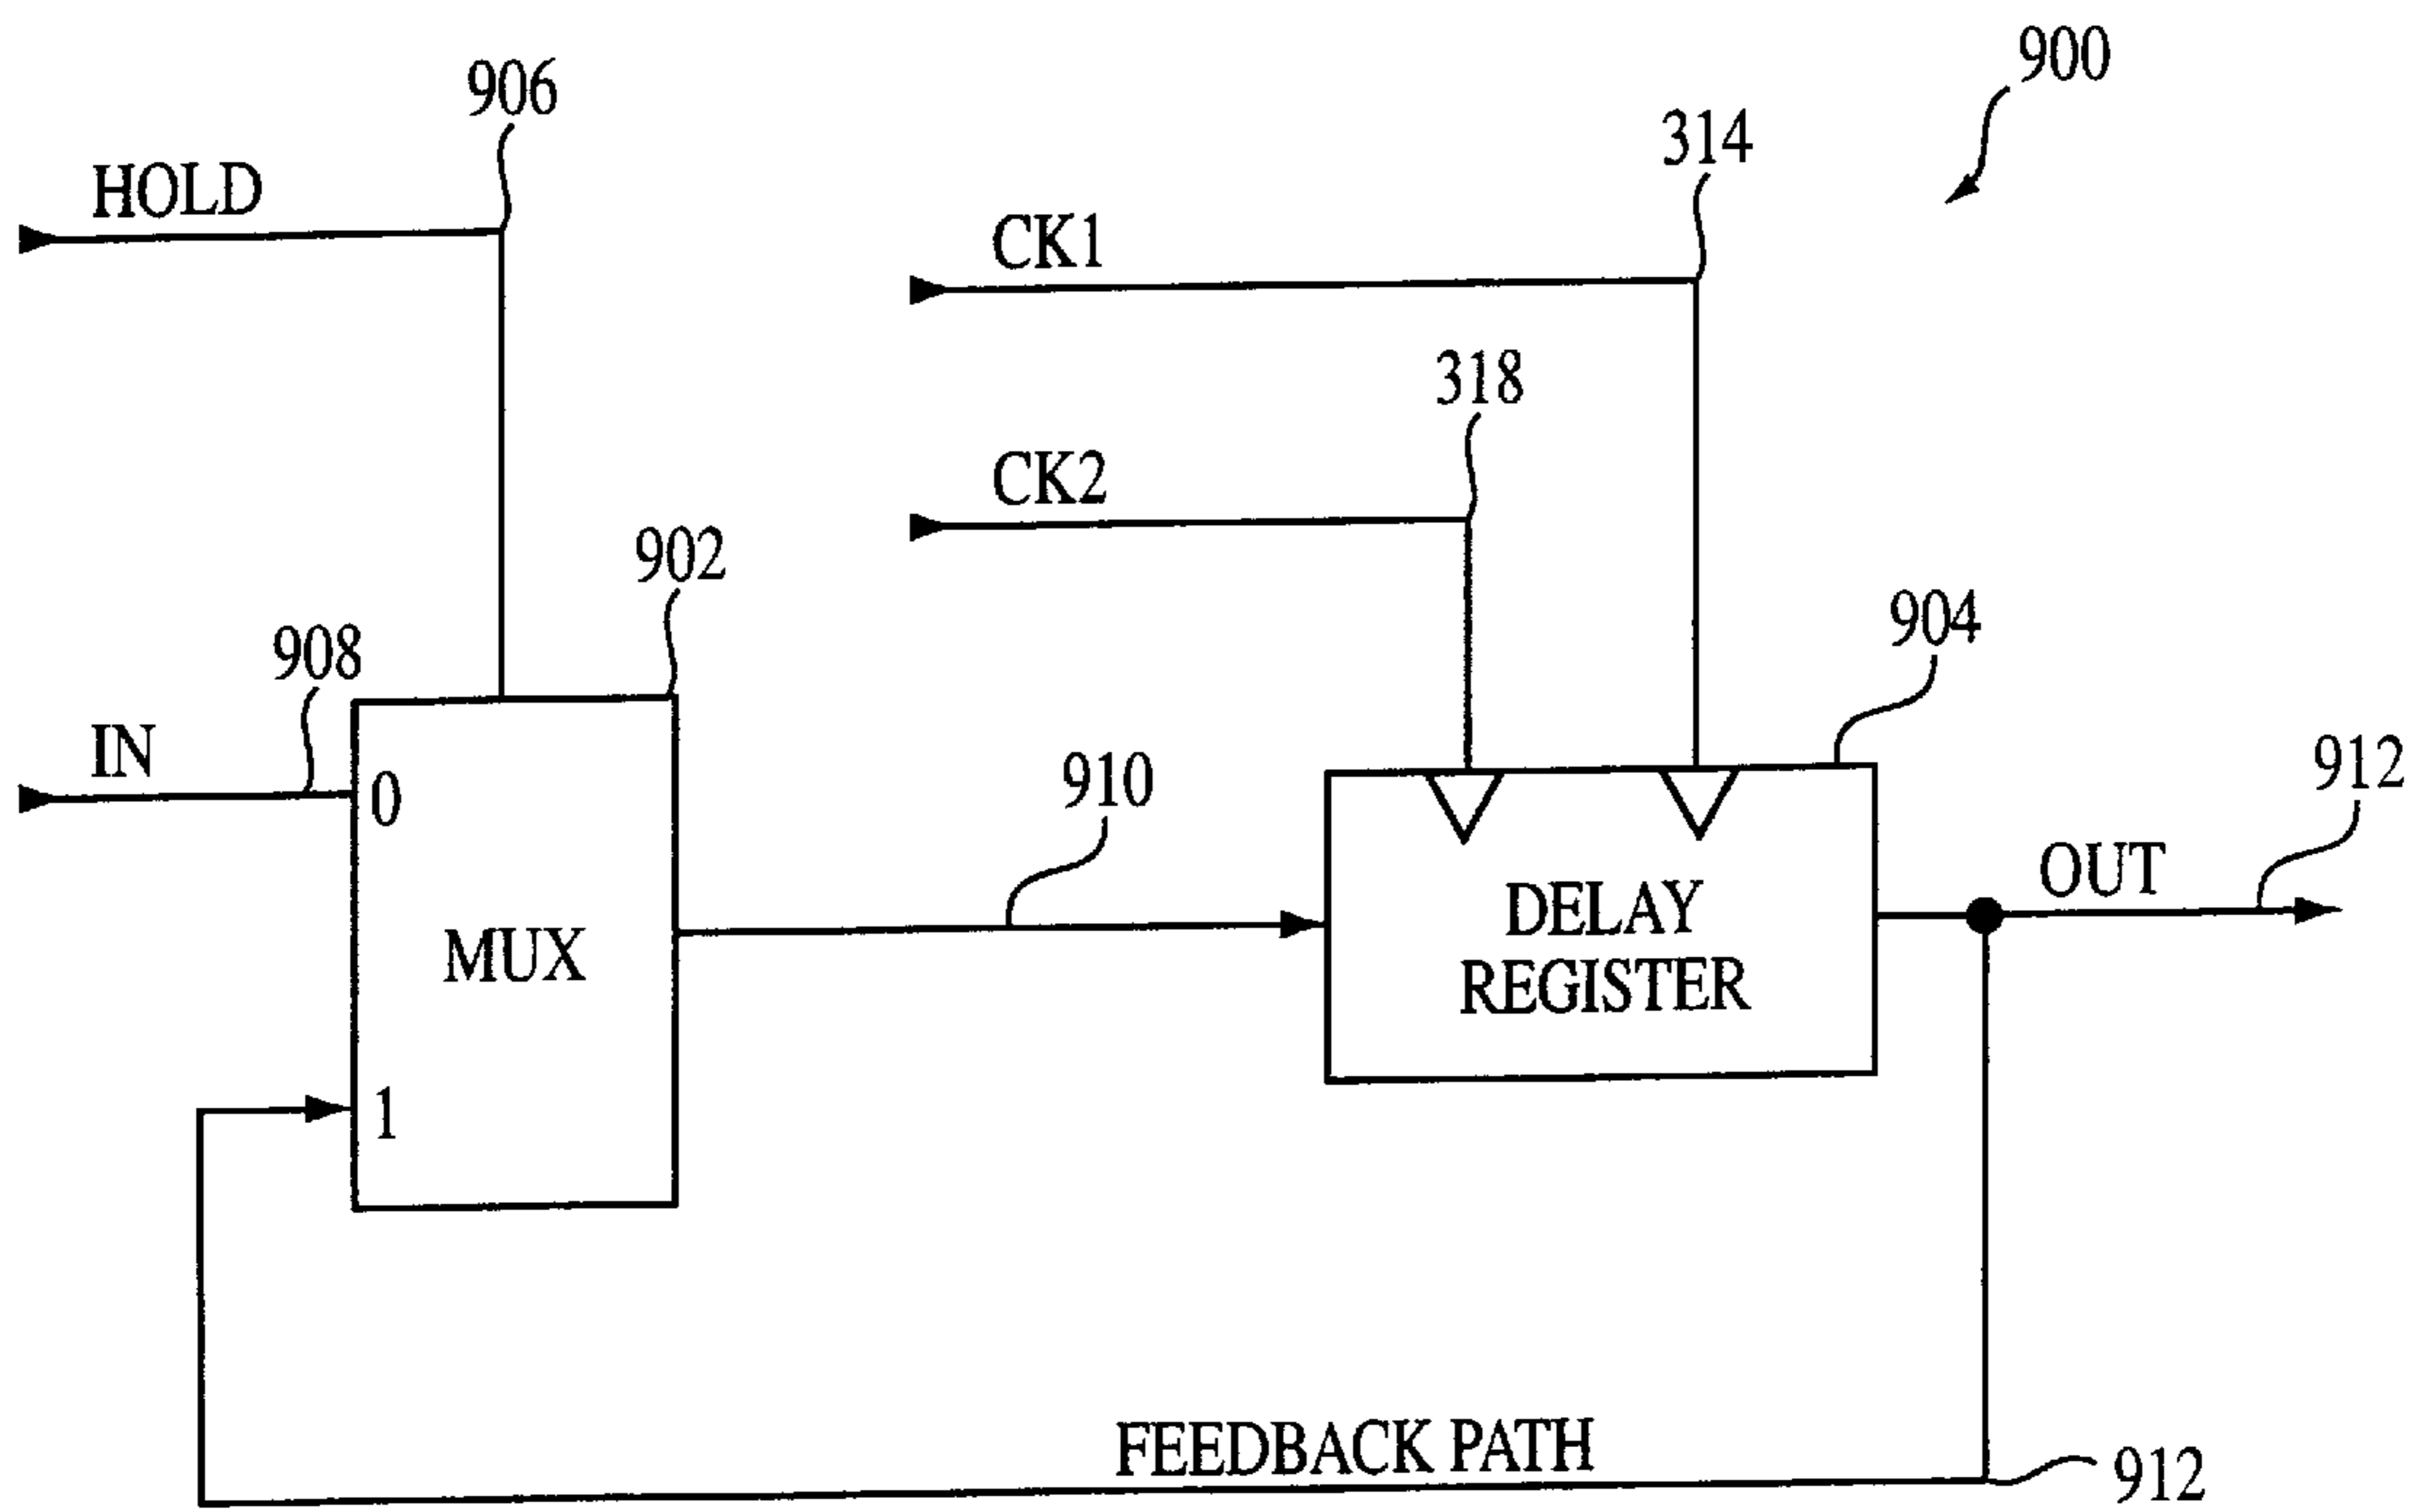 900
906
314
HOLD
CK1
318
CK2
902
904
908
IN
0
910
912
OUT
DELAY
REGISTER
MUX
1
FEEDBACK PATH
912